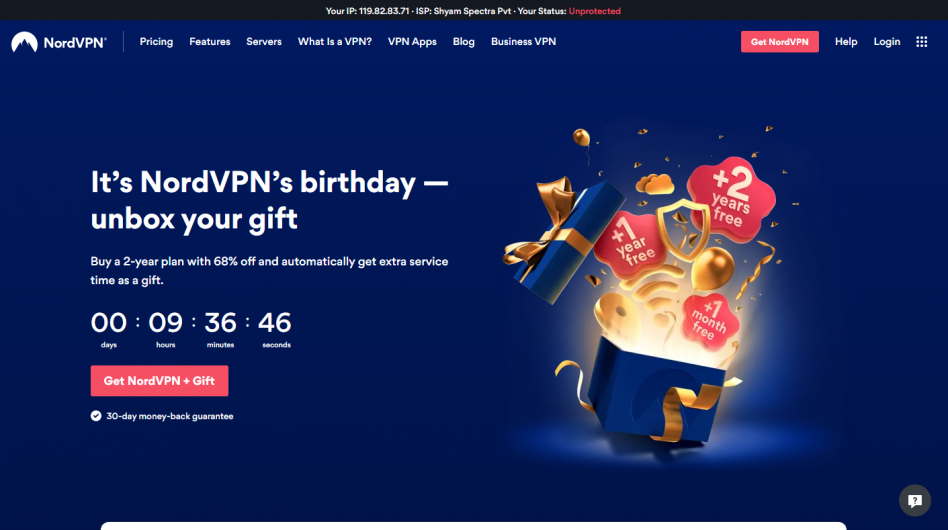 Your IP: 119.82.83.71 · ISP: Shyam Spectra Pvt · Your Status: Unprotected
NordVPN®
Pricing
Features
Servers
What Is a VPN?
VPN Apps
Blog
Business VPN
Get NordVPN
Help
Login
It's NordVPN's birthday —
unbox your gift
Buy a 2-year plan with 68% off and automatically get extra service
time as a gift.
00 : 09 : 36 : 46
days hours minutes seconds
Get NordVPN + Gift
30-day money-back guarantee
+2
years
free
+1
year
free
+1
month
free
?